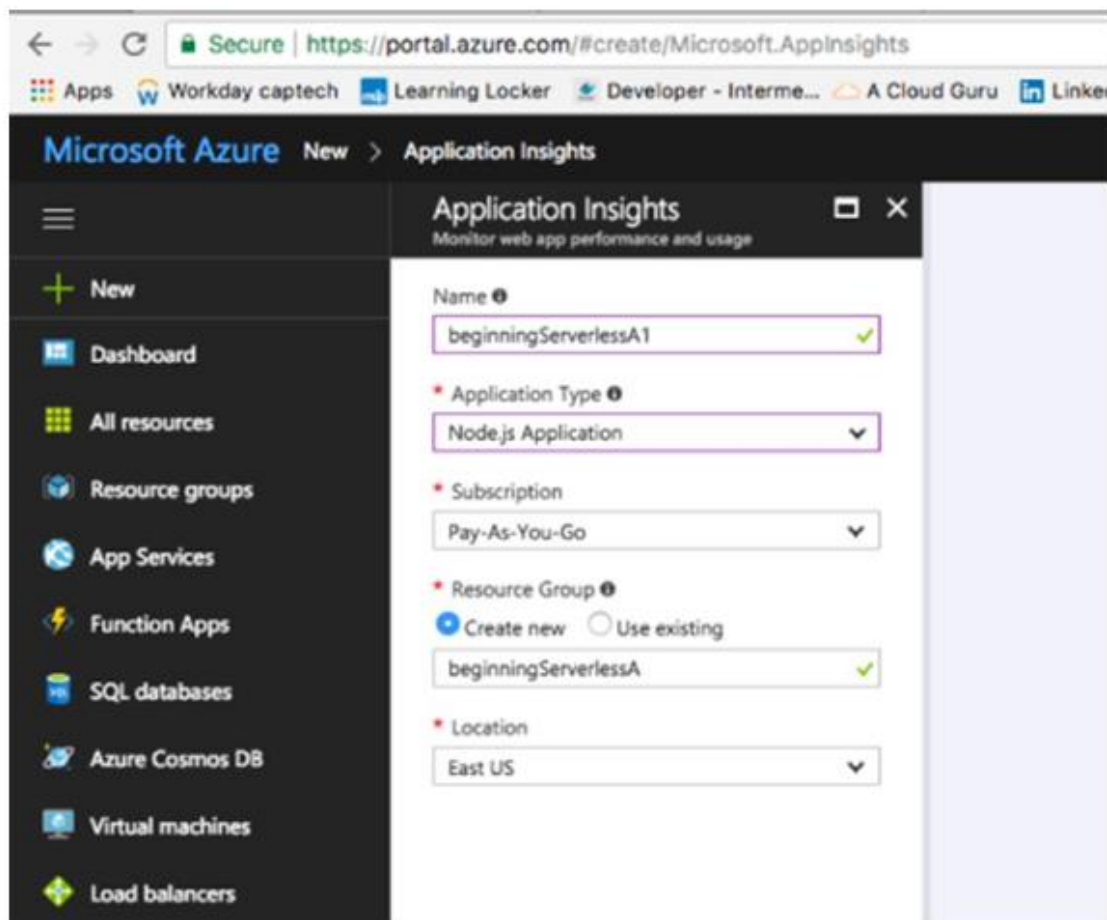 Secure | https://portal.azure.com/#create/Microsoft.AppInsights
Apps Workday captech Learning Locker Developer - Interme... A Cloud Guru Linke
Microsoft Azure New > Application Insights
Application Insights
Monitor web app performance and usage
New
Dashboard
All resources
Resource groups
App Services
Function Apps
SQL databases
Azure Cosmos DB
Virtual machines
Load balancers
Name
beginningServerlessA1
* Application Type
Node.js Application
* Subscription
Pay-As-You-Go
* Resource Group
Create new Use existing
beginningServerlessA
* Location
East US